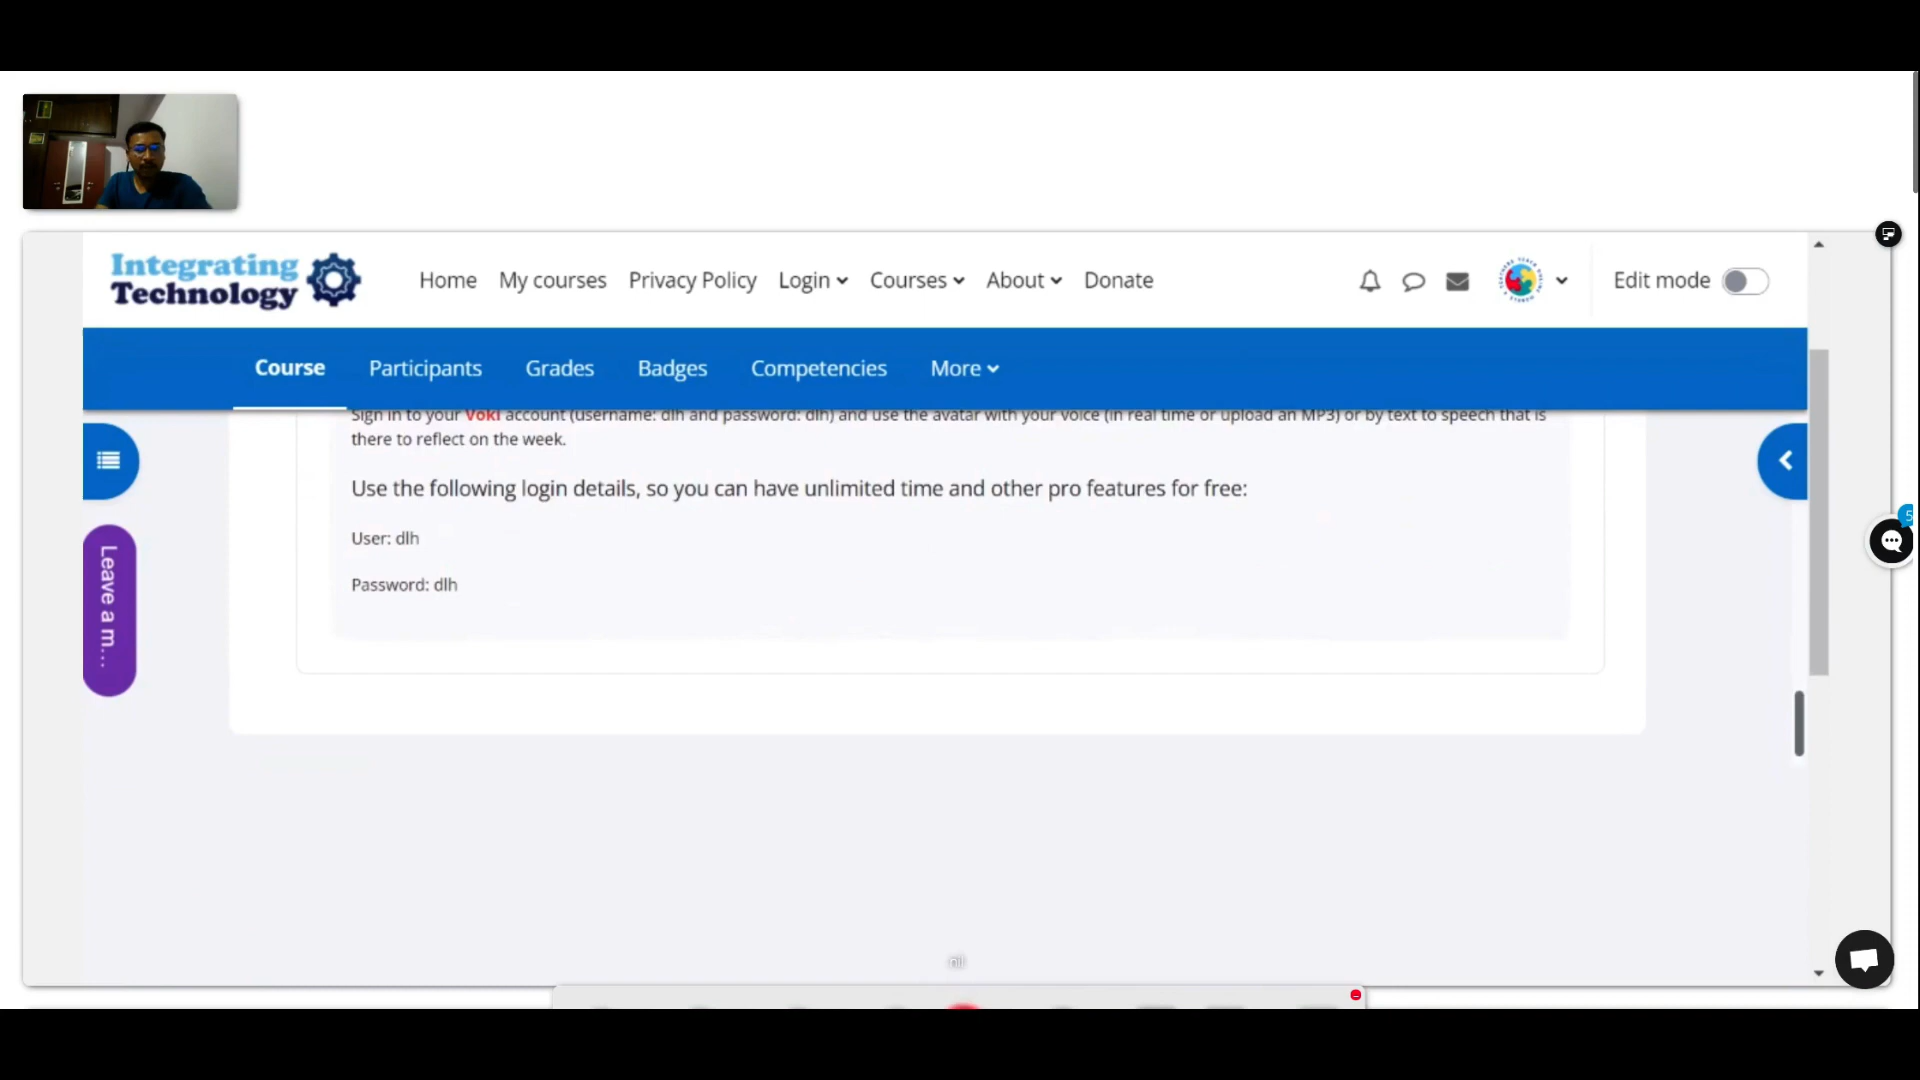 Integrating
Technology
Home My courses Privacy Policy Login Courses About Donate
Edit mode
Course Participants Grades Badges Competencies More
Sign in to your Voki account (username: dlh and password: dlh) and use the avatar with your voice (in real time or upload an MP3) or by text to speech that is
there to reflect on the week.
Use the following login details, so you can have unlimited time and other pro features for free:
User: dlh
Password: dlh
Leave a m...
5
nil